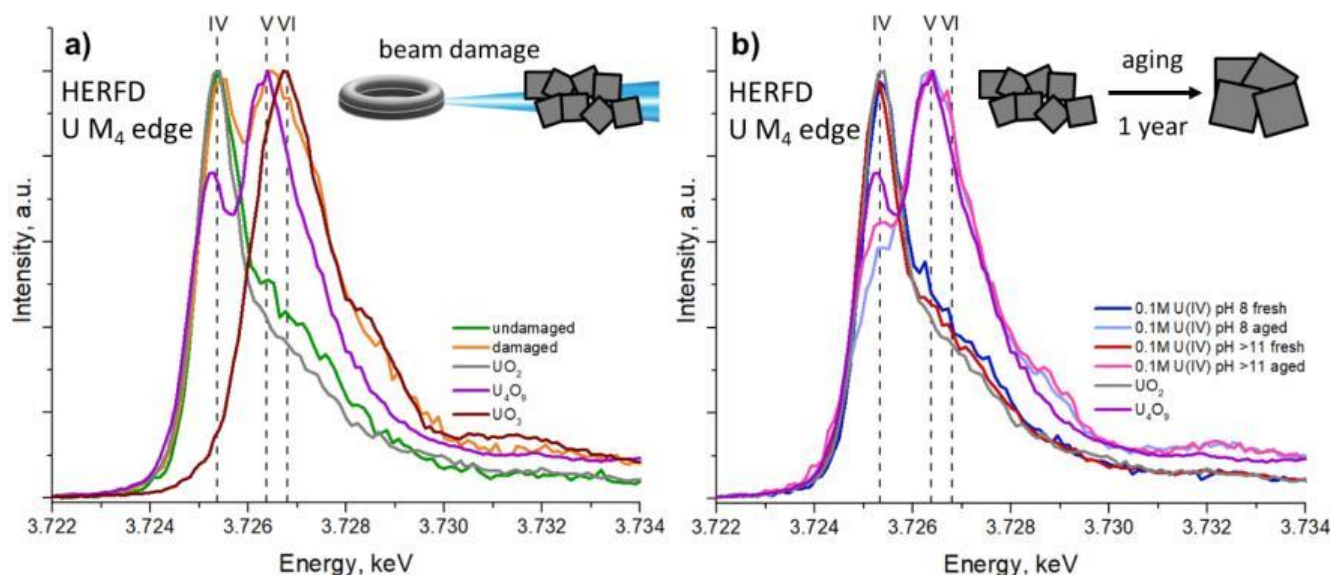 a)
IV V VI
HERFD
U M₄ edge
beam damage
undamaged
damaged
UO₂
U₄O₉
UO₃
Intensity, a.u.
3.722 3.724 3.726 3.728 3.730 3.732 3.734
Energy, keV
b)
IV V VI
HERFD
U M₄ edge
aging
1 year
0.1M U(IV) pH 8 fresh
0.1M U(IV) pH 8 aged
0.1M U(IV) pH >11 fresh
0.1M U(IV) pH >11 aged
UO₂
U₄O₉
Intensity, a.u.
3.722 3.724 3.726 3.728 3.730 3.732 3.734
Energy, keV